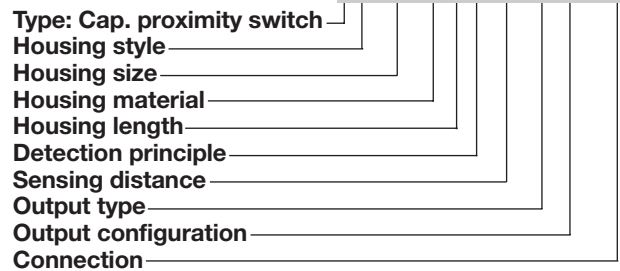 Type: Cap. proximity switch
Housing style
Housing size
Housing material
Housing length
Detection principle
Sensing distance
Output type
Output configuration
Connection